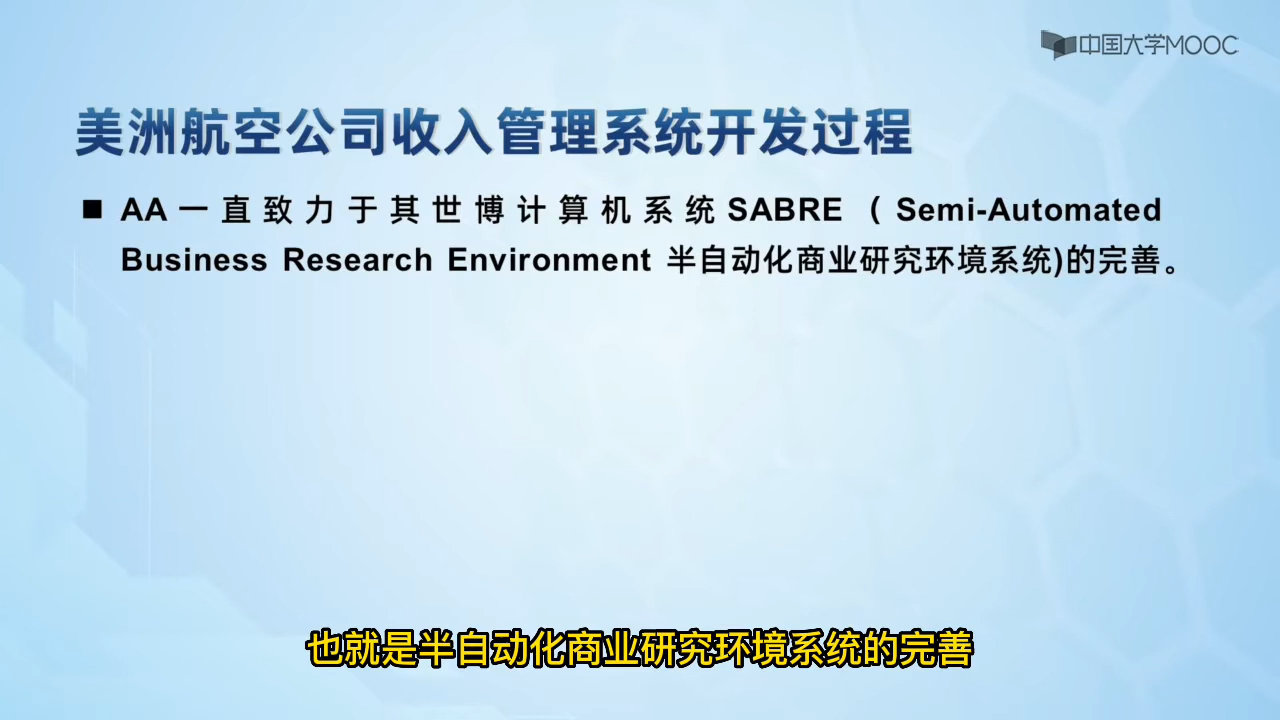 中国大学MOOC
美洲航空公司收入管理系统开发过程
■ AA一直致力于其世博计算机系统SABRE（Semi-Automated
Business Research Environment 半自动化商业研究环境系统)的完善。
也就是半自动化商业研究环境系统的完善